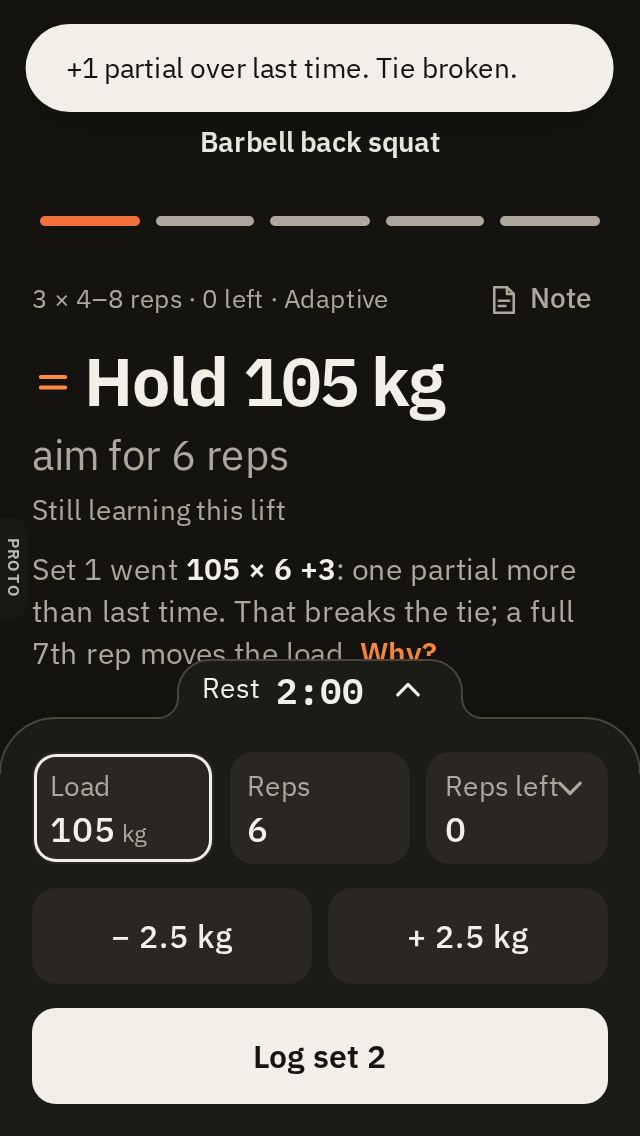 +1 partial over last time. Tie broken.
Barbell back squat
3 × 4–8 reps · 0 left · Adaptive
Note
= Hold 105 kg
aim for 6 reps
Still learning this lift
PROTO
Set 1 went 105 × 6 +3: one partial more
than last time. That breaks the tie; a full
7th rep moves the load. Why?
Rest 2:00
Load
105 kg
Reps
6
Reps left
0
− 2.5 kg
+ 2.5 kg
Log set 2